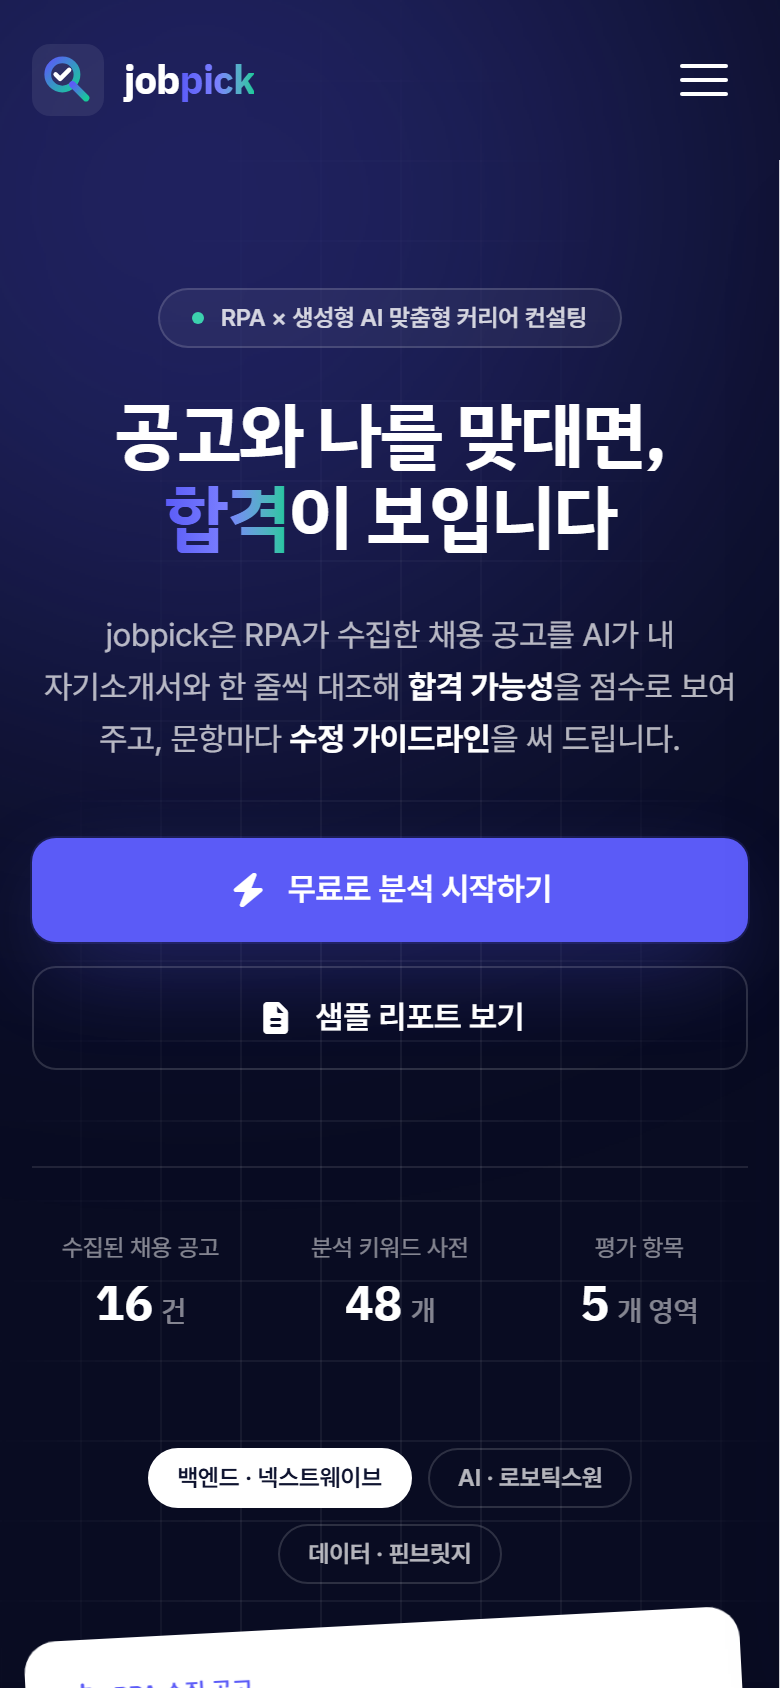 jobpick
RPA × 생성형 AI 맞춤형 커리어 컨설팅
공고와 나를 맞대면,
합격이 보입니다
jobpick은 RPA가 수집한 채용 공고를 AI가 내
자기소개서와 한 줄씩 대조해 합격 가능성을 점수로 보여
주고, 문항마다 수정 가이드라인을 써 드립니다.
무료로 분석 시작하기
샘플 리포트 보기
수집된 채용 공고 분석 키워드 사전 평가 항목
16 건 48 개 5 개 영역
백엔드 · 넥스트웨이브 AI · 로보틱스원
데이터 · 핀브릿지
RPA 수집 공고